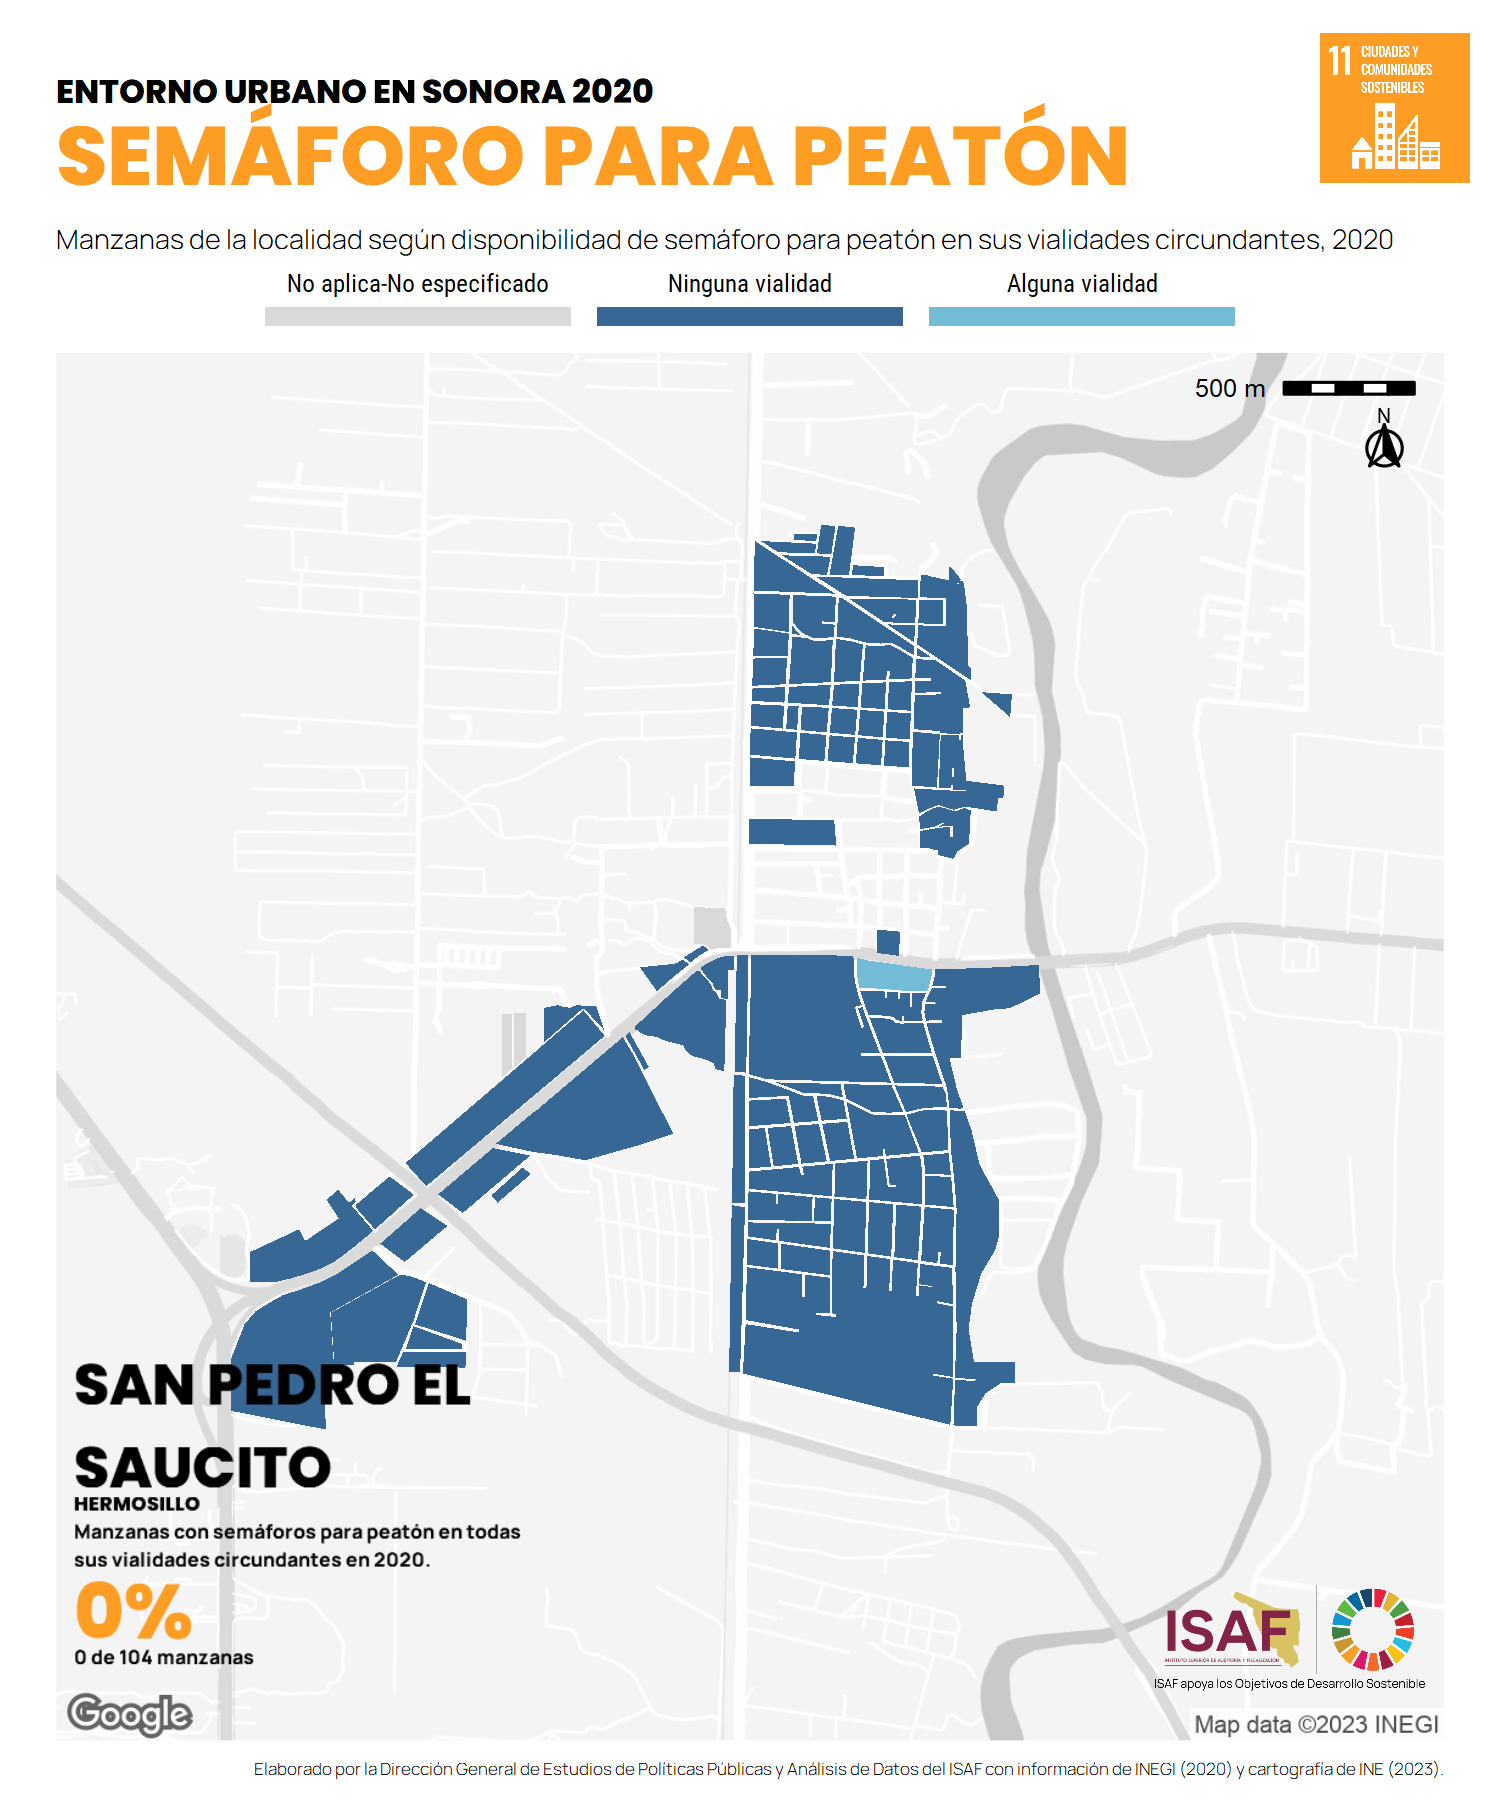 11 CIUDADES Y
COMUNIDADES
SOSTENIBLES
ENTORNO URBANO EN SONORA 2020
SEMÁFORO PARA PEATÓN
Manzanas de la localidad según disponibilidad de semáforo para peatón en sus vialidades circundantes, 2020
No aplica-No especificado
Ninguna vialidad
Alguna vialidad
500 m
N
SAN PEDRO EL
SAUCITO
HERMOSILLO
Manzanas con semáforos para peatón en todas
sus vialidades circundantes en 2020.
0%
0 de 104 manzanas
Google
ISAF
INSTITUTO SUPERIOR DE AUDITORÍA Y FISCALIZACIÓN
ISAF apoya los Objetivos de Desarrollo Sostenible
Map data ©2023 INEGI
Elaborado por la Dirección General de Estudios de Políticas Públicas y Análisis de Datos del ISAF con información de INEGI (2020) y cartografía de INE (2023).